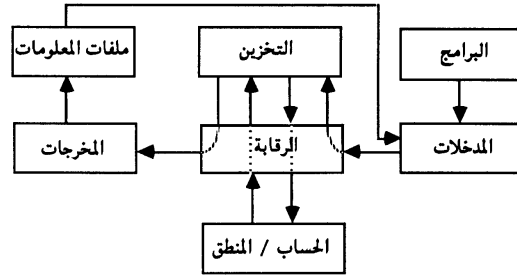 البرامج
التخزين
ملفات المعلومات
المدخلات
الرقابة
المخرجات
الحساب / المنطق